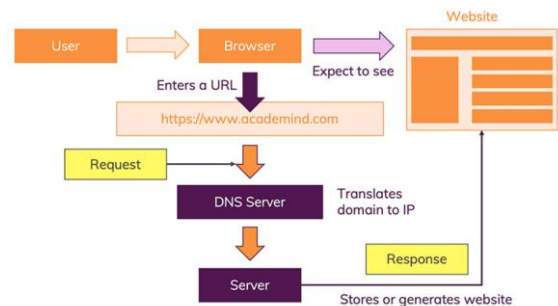 Website
User
Browser
Expect to see
Enters a URL
https://www.academind.com
Request
DNS Server
Translates
domain to IP
Response
Server
Stores or generates website